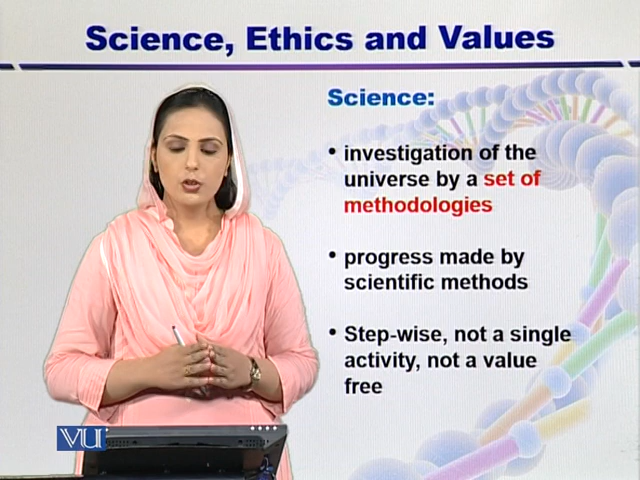 Science, Ethics and Values
Science:
• investigation of the
universe by a set of
methodologies
• progress made by
scientific methods
• Step-wise, not a single
activity, not a value
free
VU